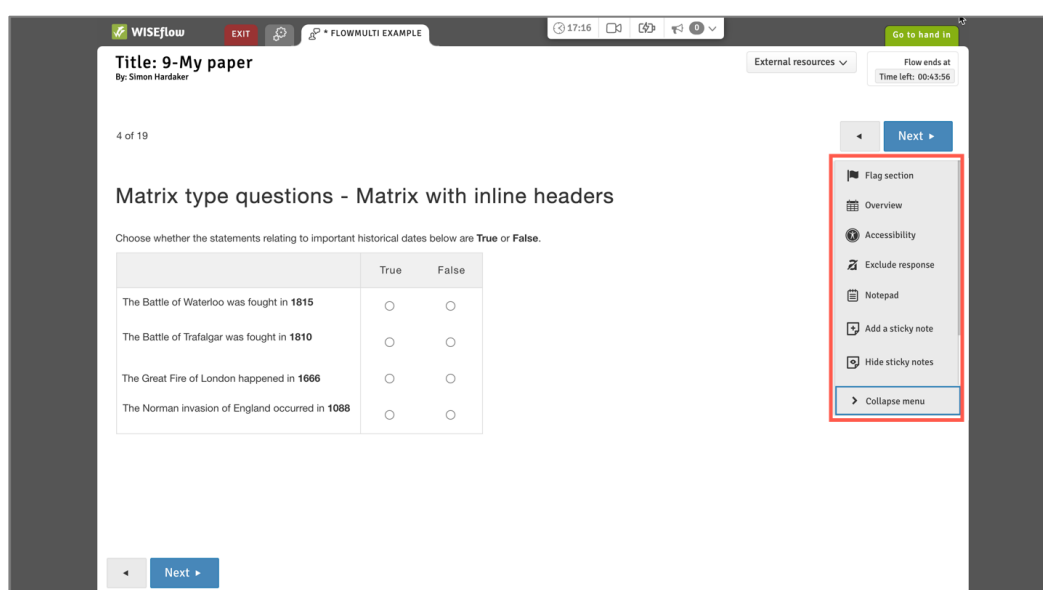 WISEflow
EXIT
* FLOWMULTI EXAMPLE
17:16
0
Go to hand in
Title: 9-My paper
By: Simon Hardaker
External resources
Flow ends at
Time left: 00:43:56
4 of 19
Next
Flag section
Overview
Accessibility
Exclude response
Notepad
Add a sticky note
Hide sticky notes
Collapse menu
Matrix type questions - Matrix with inline headers
Choose whether the statements relating to important historical dates below are True or False.
True False
The Battle of Waterloo was fought in 1815
The Battle of Trafalgar was fought in 1810
The Great Fire of London happened in 1666
The Norman invasion of England occurred in 1088
Next